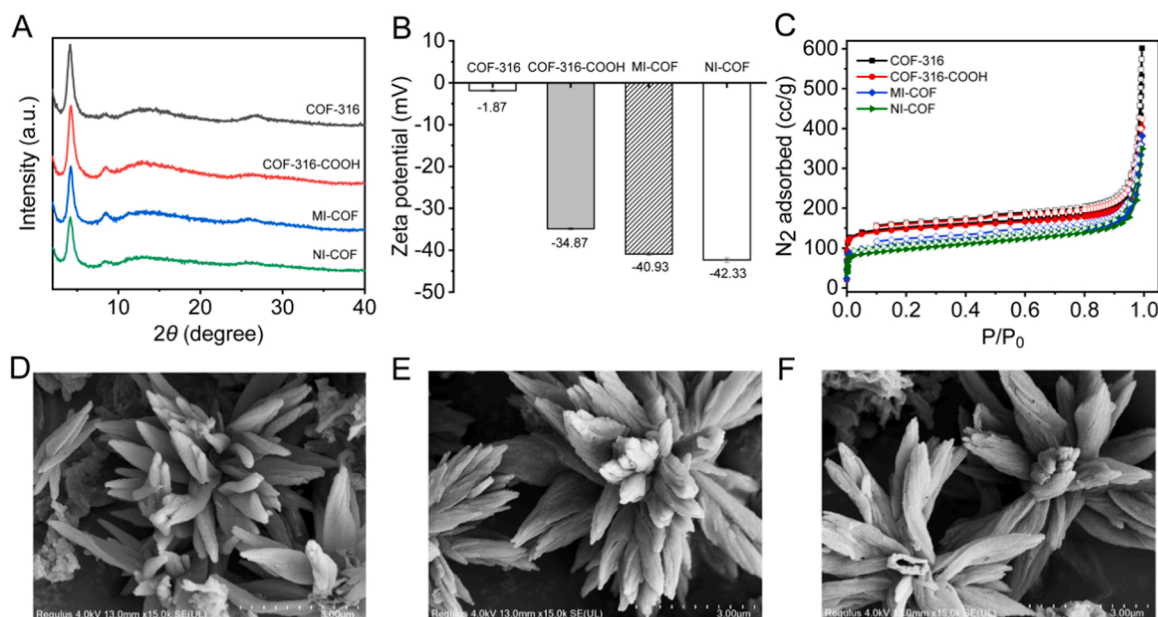 A
Intensity (a.u.)
COF-316
COF-316-COOH
MI-COF
NI-COF
10 20 30 40
2θ (degree)
B
Zeta potential (mV)
10
0
-10
-20
-30
-40
-50
COF-316 COF-316-COOH MI-COF NI-COF
-1.87
-34.87
-40.93
-42.33
C
N2 adsorbed (cc/g)
600
500
400
300
200
100
0
COF-316
COF-316-COOH
MI-COF
NI-COF
0.0 0.2 0.4 0.6 0.8 1.0
P/P0
D
Regulus 4.0kV 13.0mm x15.0k SE(UL) 3.00μm
E
Regulus 4.0kV 13.0mm x15.0k SE(UL) 3.00μm
F
Regulus 4.0kV 13.0mm x15.0k SE(UL) 3.00μm